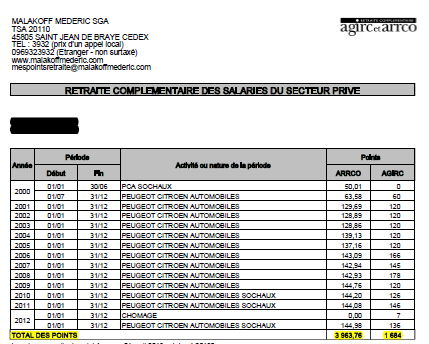 MALAKOFF MEDERIC SGA
TSA 20110
45805 SAINT JEAN DE BRAYE CEDEX
TEL : 3932 (prix d'un appel local)
0969323932 (Etranger - non surtaxé)
www.malakoffmederic.com
mespointsretraite@malakoffmederic.com
RETRAITE COMPLEMENTAIRE
agirc et arrco
RETRAITE COMPLEMENTAIRE DES SALARIES DU SECTEUR PRIVE
Année Période Activité ou nature de la période Points
Début Fin ARRCO AGIRC
2000 01/01 30/06 PCA SOCHAUX 50,01 0
01/07 31/12 PEUGEOT CITROEN AUTOMOBILES 63,58 60
2001 01/01 31/12 PEUGEOT CITROEN AUTOMOBILES 129,69 120
2002 01/01 31/12 PEUGEOT CITROEN AUTOMOBILES 128,89 120
2003 01/01 31/12 PEUGEOT CITROEN AUTOMOBILES 128,86 120
2004 01/01 31/12 PEUGEOT CITROEN AUTOMOBILES 139,13 120
2005 01/01 31/12 PEUGEOT CITROEN AUTOMOBILES 137,16 120
2006 01/01 31/12 PEUGEOT CITROEN AUTOMOBILES 143,09 166
2007 01/01 31/12 PEUGEOT CITROEN AUTOMOBILES 142,94 145
2008 01/01 31/12 PEUGEOT CITROEN AUTOMOBILES 142,93 178
2009 01/01 31/12 PEUGEOT CITROEN AUTOMOBILES 144,76 120
2010 01/01 31/12 PEUGEOT CITROEN AUTOMOBILES SOCHAUX 144,20 126
2011 01/01 31/12 PEUGEOT CITROEN AUTOMOBILES SOCHAUX 144,08 146
2012 01/01 31/12 CHOMAGE 0,00 7
01/01 31/12 PEUGEOT CITROEN AUTOMOBILES SOCHAUX 144,98 136
TOTAL DES POINTS 3 963,76 1 684